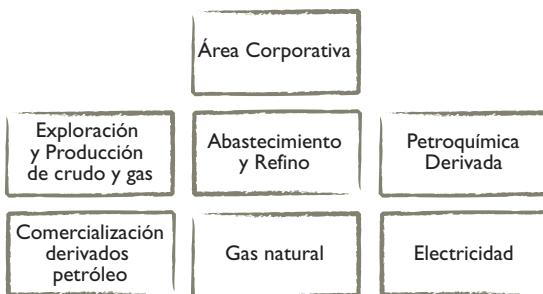 Área Corporativa
Exploración
y Producción
de crudo y gas
Abastecimiento
y Refino
Petroquímica
Derivada
Comercialización
derivados
petróleo
Gas natural
Electricidad